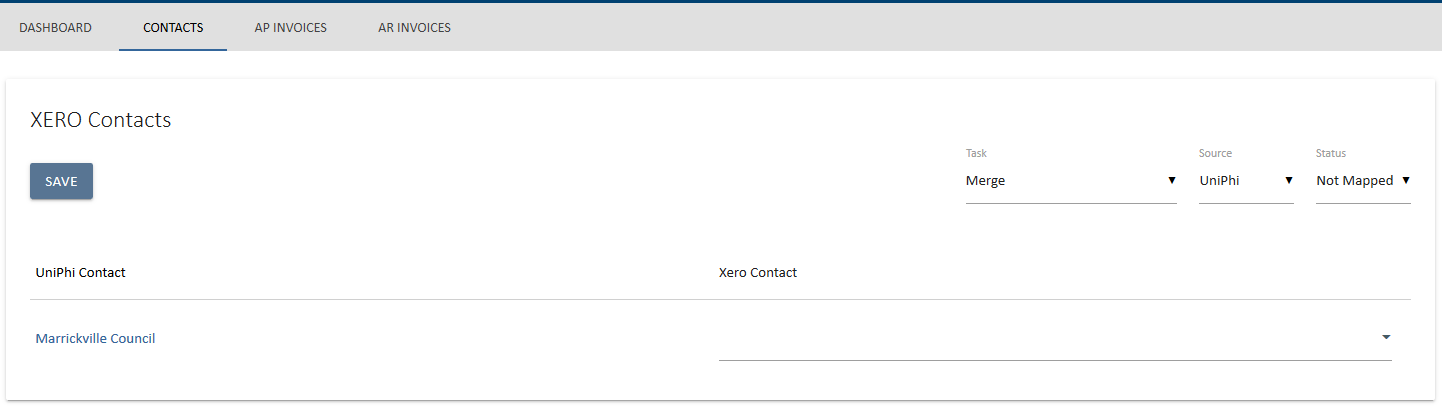 DASHBOARD CONTACTS AP INVOICES AR INVOICES
XERO Contacts
Task Source Status
SAVE Merge UniPhi Not Mapped
UniPhi Contact Xero Contact
Marrickville Council